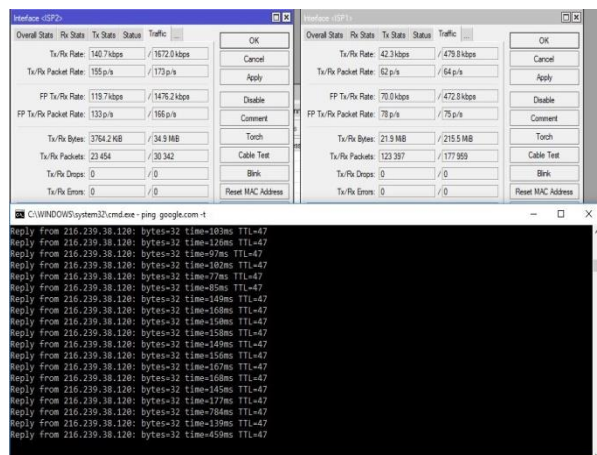 Interface <ISP2>
Overall Stats Rx Stats Tx Stats Status Traffic ...
Tx/Rx Rate: 140.7 kbps / 1672.0 kbps
Tx/Rx Packet Rate: 155 p/s / 173 p/s
FP Tx/Rx Rate: 119.7 kbps / 1476.2 kbps
FP Tx/Rx Packet Rate: 133 p/s / 166 p/s
Tx/Rx Bytes: 3764.2 KiB / 34.9 MiB
Tx/Rx Packets: 23 454 / 30 342
Tx/Rx Drops: 0 / 0
Tx/Rx Errors: 0 / 0
OK
Cancel
Apply
Disable
Comment
Torch
Cable Test
Blink
Reset MAC Address
Interface <ISP1>
Overall Stats Rx Stats Tx Stats Status Traffic ...
Tx/Rx Rate: 42.3 kbps / 479.8 kbps
Tx/Rx Packet Rate: 62 p/s / 64 p/s
FP Tx/Rx Rate: 70.0 kbps / 472.8 kbps
FP Tx/Rx Packet Rate: 78 p/s / 75 p/s
Tx/Rx Bytes: 21.9 MiB / 215.5 MiB
Tx/Rx Packets: 123 397 / 177 959
Tx/Rx Drops: 0 / 0
Tx/Rx Errors: 0 / 0
OK
Cancel
Apply
Disable
Comment
Torch
Cable Test
Blink
Reset MAC Address
C:\WINDOWS\system32\cmd.exe - ping google.com -t
Reply from 216.239.38.120: bytes=32 time=103ms TTL=47
Reply from 216.239.38.120: bytes=32 time=126ms TTL=47
Reply from 216.239.38.120: bytes=32 time=97ms TTL=47
Reply from 216.239.38.120: bytes=32 time=102ms TTL=47
Reply from 216.239.38.120: bytes=32 time=77ms TTL=47
Reply from 216.239.38.120: bytes=32 time=85ms TTL=47
Reply from 216.239.38.120: bytes=32 time=149ms TTL=47
Reply from 216.239.38.120: bytes=32 time=168ms TTL=47
Reply from 216.239.38.120: bytes=32 time=150ms TTL=47
Reply from 216.239.38.120: bytes=32 time=158ms TTL=47
Reply from 216.239.38.120: bytes=32 time=149ms TTL=47
Reply from 216.239.38.120: bytes=32 time=156ms TTL=47
Reply from 216.239.38.120: bytes=32 time=167ms TTL=47
Reply from 216.239.38.120: bytes=32 time=168ms TTL=47
Reply from 216.239.38.120: bytes=32 time=145ms TTL=47
Reply from 216.239.38.120: bytes=32 time=177ms TTL=47
Reply from 216.239.38.120: bytes=32 time=784ms TTL=47
Reply from 216.239.38.120: bytes=32 time=139ms TTL=47
Reply from 216.239.38.120: bytes=32 time=459ms TTL=47